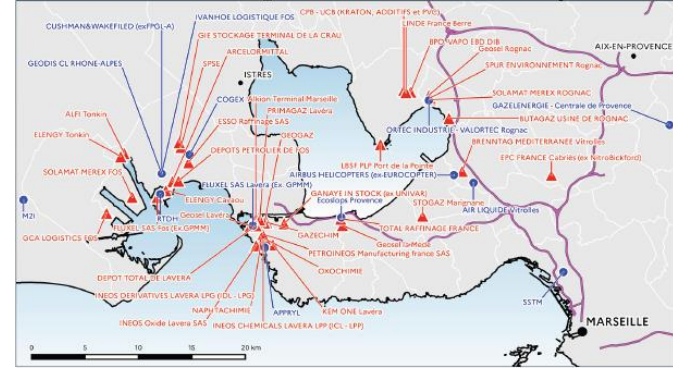 CPB - UCB (KRATON, ADDITIFS et PVC)
IVANHOE LOGISTIQUE FOS
CUSHMAN&WAKEFILED (exFPGL-A)
LINDE France Berre
GIE STOCKAGE TERMINAL DE LA CRAU
BPO-VAPO EBD DIB
AIX-EN-PROVENCE
ARCELORMITTAL
Geosel Rognac
GEODIS CL RHONE-ALPES
SPSE
SPUR ENVIRONNEMENT Rognac
ISTRES
SOLAMAT MEREX ROGNAC
COGEX
Alkion Terminal Marseille
GAZELENERGIE - Centrale de Provence
PRIMAGAZ Lavéra
ALFI Tonkin
ESSO Raffinage SAS
BUTAGAZ USINE DE ROGNAC
ORTEC INDUSTRIE - VALORTEC Rognac
ELENGY Tonkin
GEOGAZ
BRENNTAG MEDITERRANEE Vitrolles
DEPOTS PETROLIER DE FOS
EPC FRANCE Cabriès (ex NitroBickford)
LBSF PLP Port de la Pointe
SOLAMAT MEREX FOS
AIRBUS HELICOPTERS (ex-EUROCOPTER)
FLUXEL SAS Lavera (Ex. GPMM)
GANAYE IN STOCK (ex UNIVAR)
ELENGY Cavaou
Ecoslops Provence
STOGAZ Marignane
M2I
RTDH
Geosel Lavéra
AIR LIQUIDE Vitrolles
FLUXEL SAS Fos (Ex.GPMM)
TOTAL RAFFINAGE FRANCE
GCA LOGISTICS FOS
GAZECHIM
Geosel la Mède
PETROINEOS Manufacturing france SAS
OXOCHIMIE
DEPOT TOTAL DE LAVERA
INEOS DERIVATIVES LAVERA LPG (IDL - LPG)
SSTM
NAPHTACHIMIE
APPRYL
KEM ONE Lavéra
INEOS Oxide Lavera SAS
INEOS CHEMICALS LAVERA LPP (ICL - LPP)
MARSEILLE
0 5 10 15 20 km